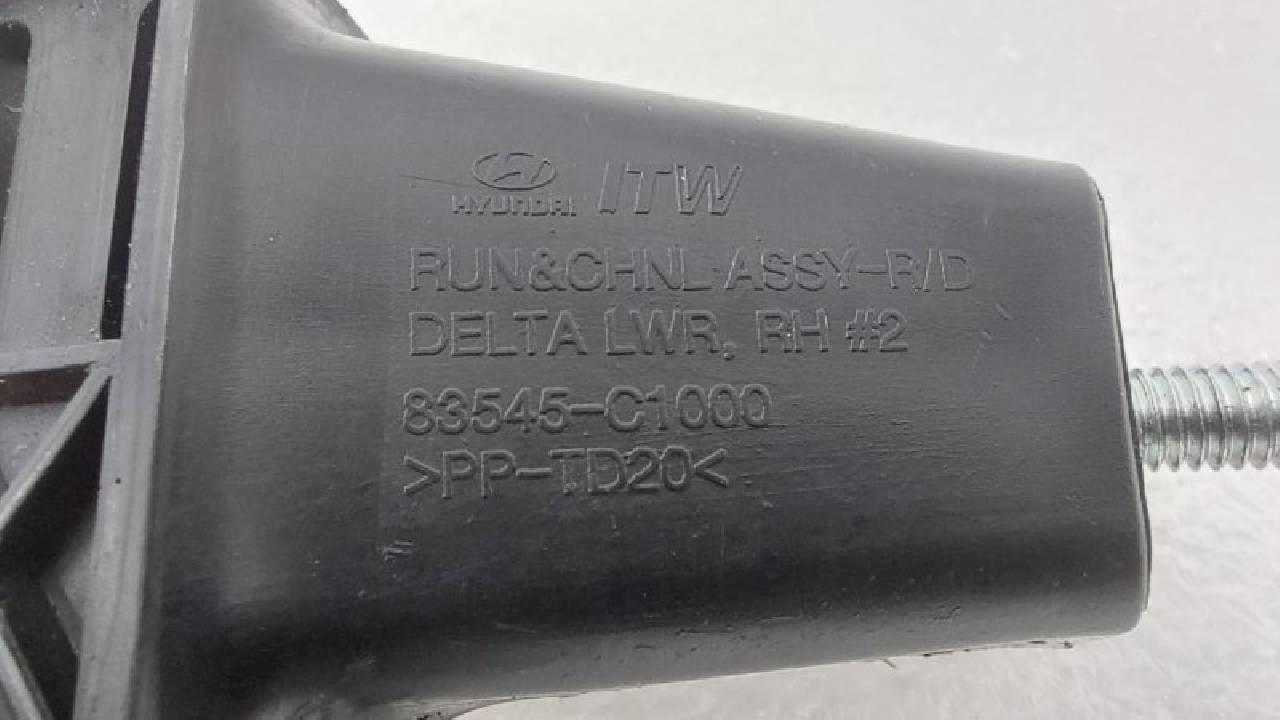 HYUNDAI ITW
RUN&CHNL ASSY-R/D
DELTA LWR, RH #2
83545-C1000
>PP-TD20<